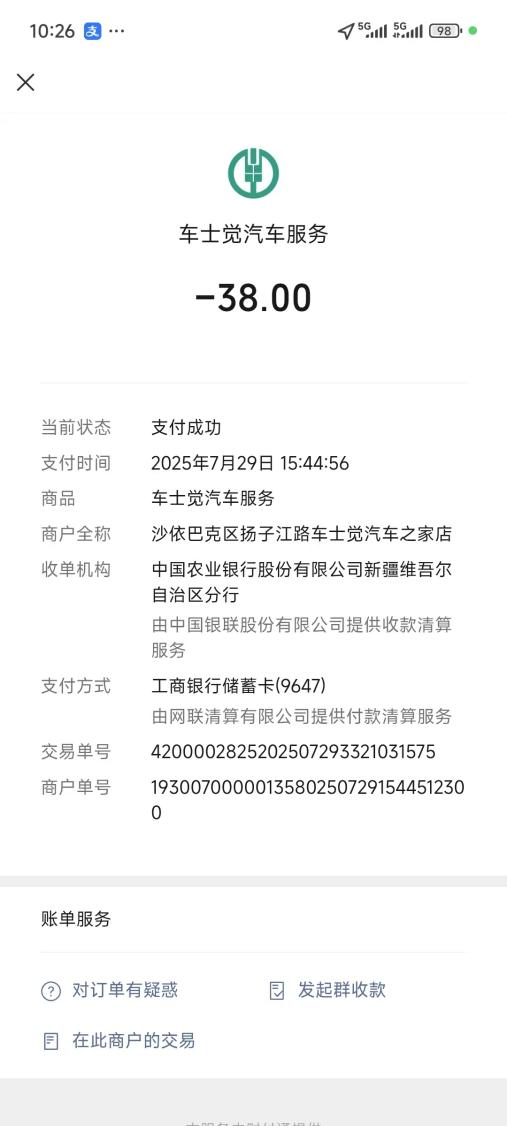 10:26 支 ···
5G 5G 98
车士觉汽车服务
-38.00
当前状态 支付成功
支付时间 2025年7月29日 15:44:56
商品 车士觉汽车服务
商户全称 沙依巴克区扬子江路车士觉汽车之家店
收单机构 中国农业银行股份有限公司新疆维吾尔
自治区分行
由中国银联股份有限公司提供收款清算
服务
支付方式 工商银行储蓄卡(9647)
由网联清算有限公司提供付款清算服务
交易单号 4200002825202507293321031575
商户单号 1930070000013580250729154451230
0
账单服务
对订单有疑惑 发起群收款
在此商户的交易